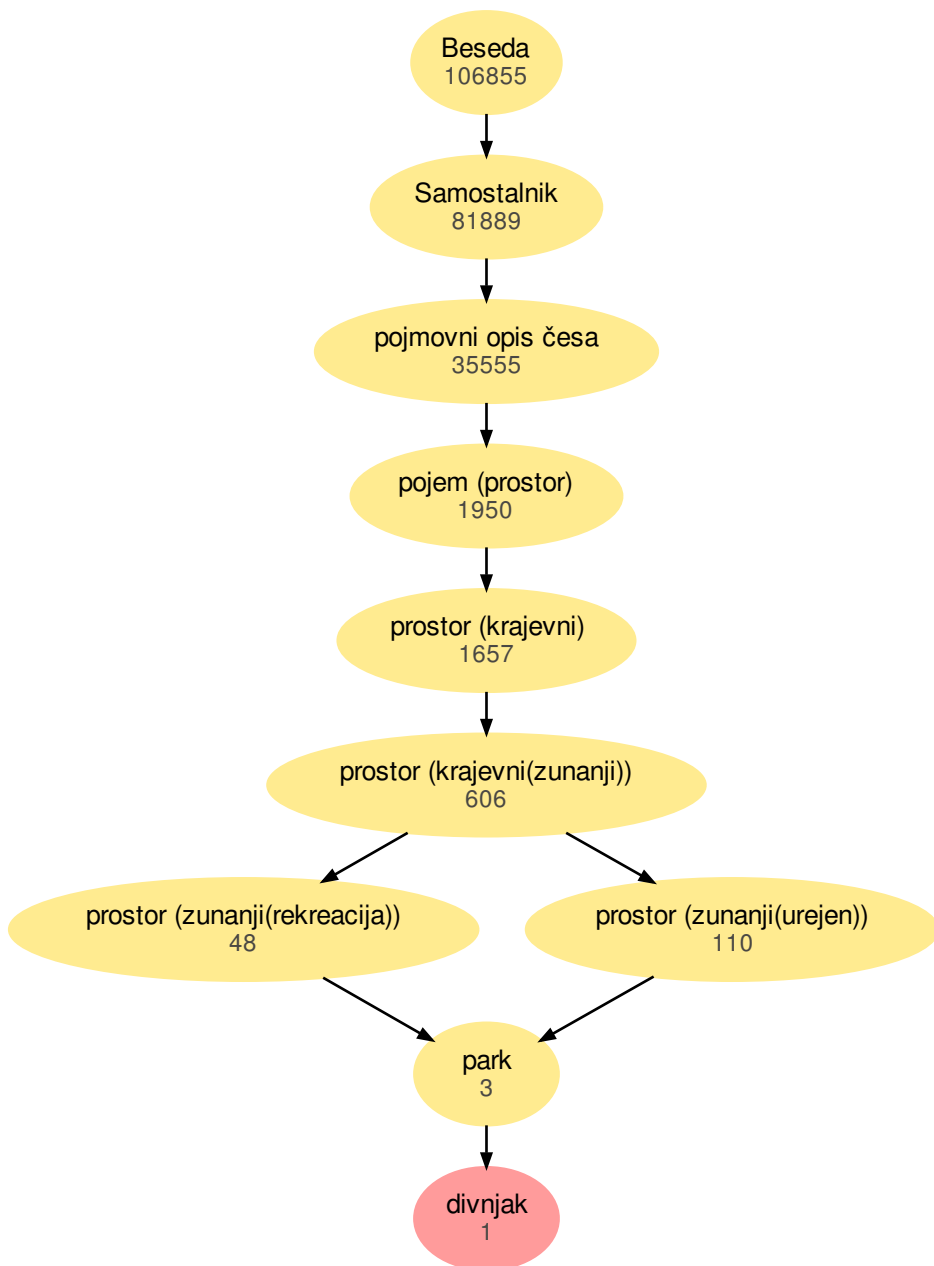 Beseda
106855
Samostalnik
81889
pojmovni opis česa
35555
pojem (prostor)
1950
prostor (krajevni)
1657
prostor (krajevni(zunanji))
606
prostor (zunanji(rekreacija))
48
prostor (zunanji(urejen))
110
park
3
divnjak
1